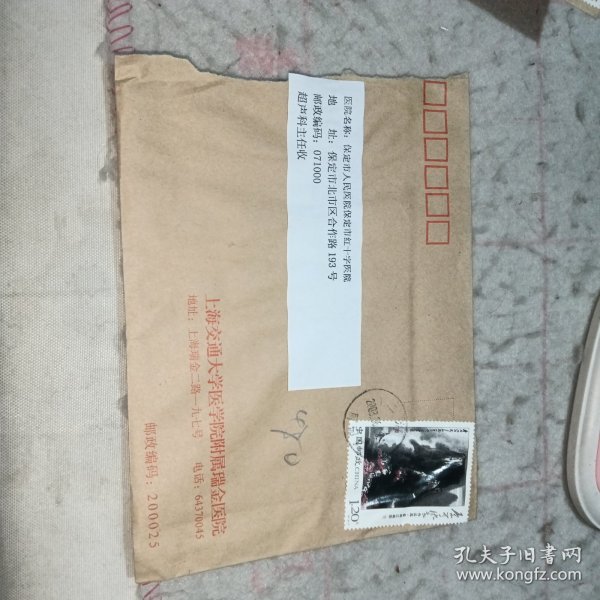 医院名称：保定市人民医院保定市红十字医院
地 址：保定市北市区合作路 193 号
邮政编码：071000
超声科主任收
上海交通大学医学院附属瑞金医院
地址：上海瑞金二路一九七号 电话：64370045
邮政编码：200025
中国邮政 CHINA
1.20
孔夫子旧书网
www.kongfz.com